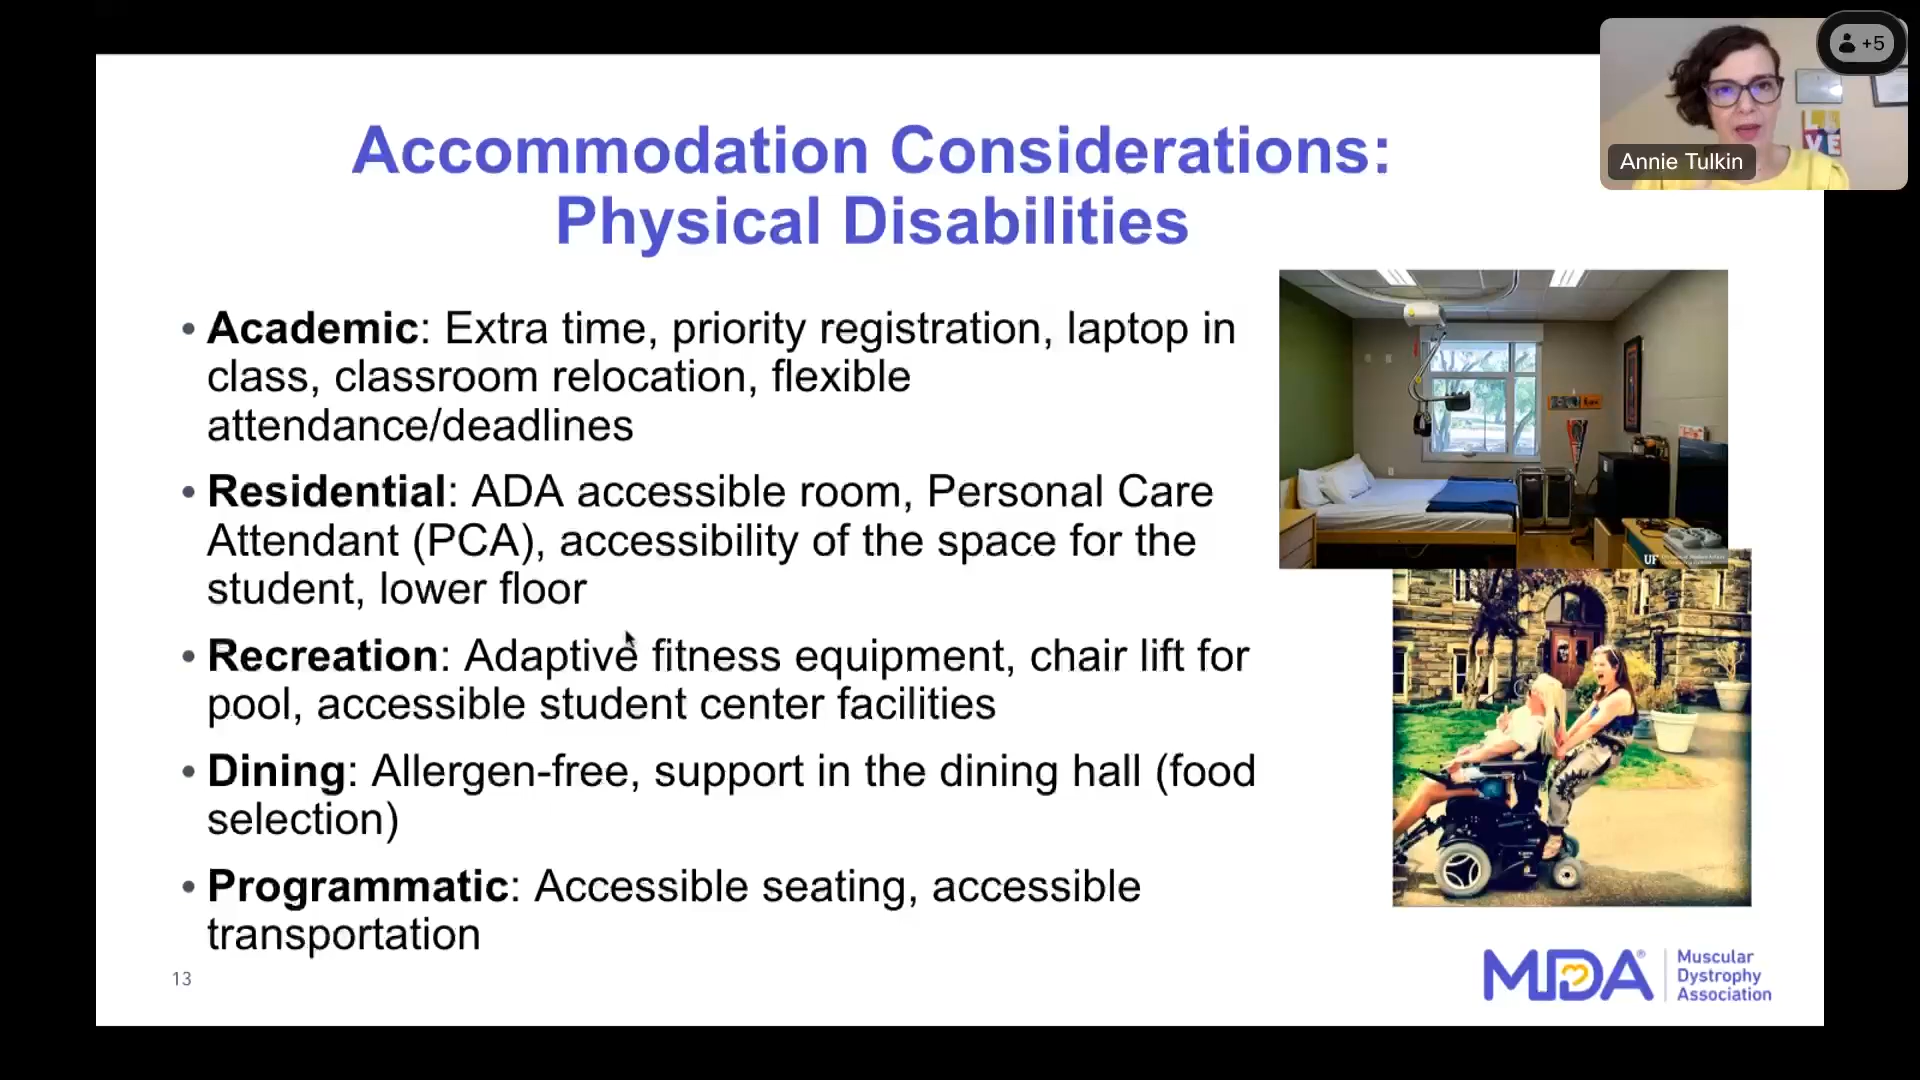 +5
Annie Tulkin
Accommodation Considerations:
Physical Disabilities
• Academic: Extra time, priority registration, laptop in
class, classroom relocation, flexible
attendance/deadlines
• Residential: ADA accessible room, Personal Care
Attendant (PCA), accessibility of the space for the
student, lower floor
• Recreation: Adaptive fitness equipment, chair lift for
pool, accessible student center facilities
• Dining: Allergen-free, support in the dining hall (food
selection)
• Programmatic: Accessible seating, accessible
transportation
UF
13
MDA®
Muscular
Dystrophy
Association